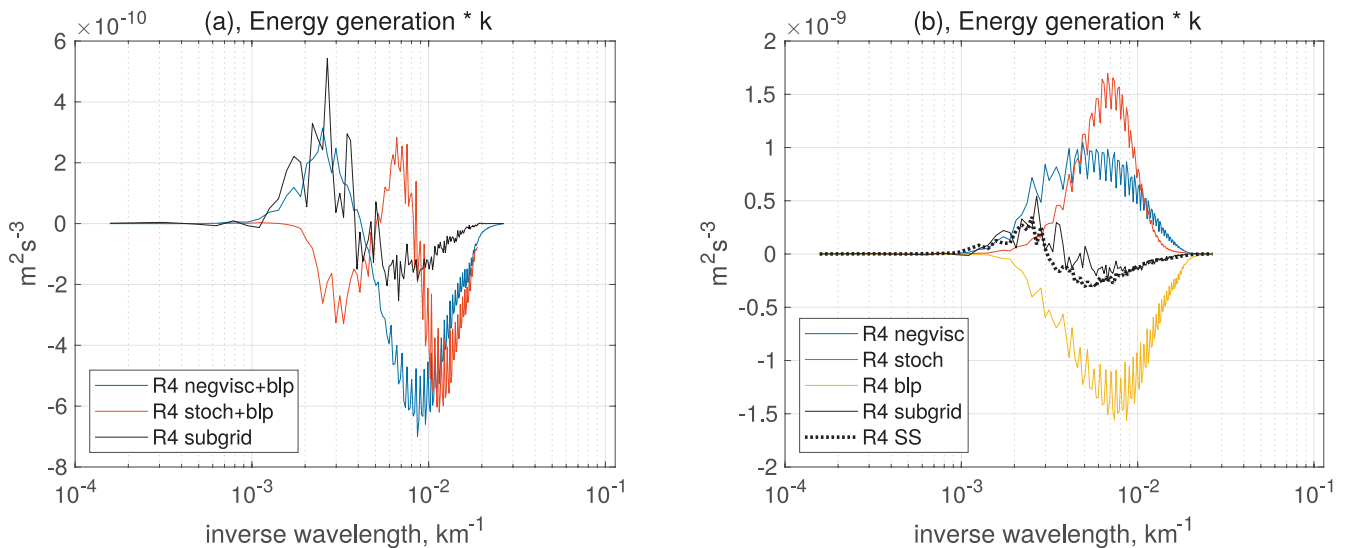 (a), Energy generation * k
×10^-10
6
4
2
0
-2
-4
-6
-8
m^2s^-3
R4 negvisc+blp
R4 stoch+blp
R4 subgrid
10^-4
10^-3
10^-2
10^-1
inverse wavelength, km^-1
(b), Energy generation * k
×10^-9
2
1.5
1
0.5
0
-0.5
-1
-1.5
-2
m^2s^-3
R4 negvisc
R4 stoch
R4 blp
R4 subgrid
R4 SS
10^-4
10^-3
10^-2
10^-1
inverse wavelength, km^-1